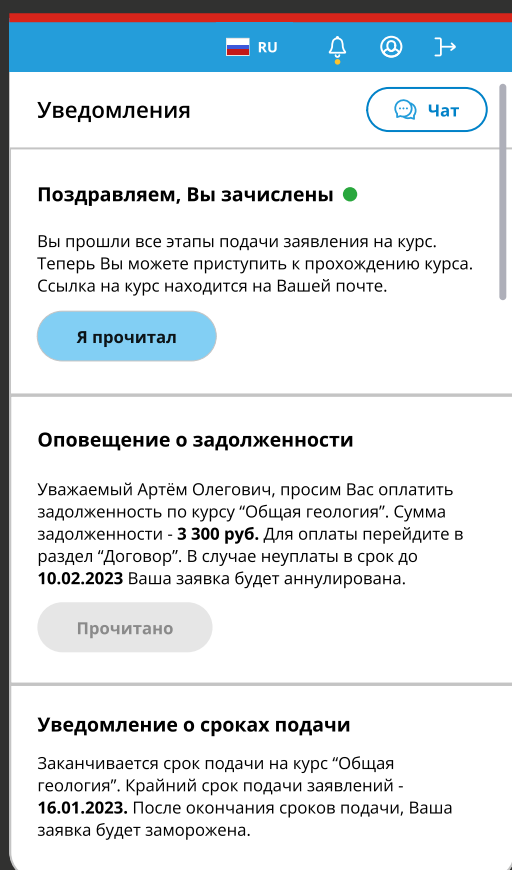 RU
Уведомления
Чат
Поздравляем, Вы зачислены
Вы прошли все этапы подачи заявления на курс.
Теперь Вы можете приступить к прохождению курса.
Ссылка на курс находится на Вашей почте.
Я прочитал
Оповещение о задолженности
Уважаемый Артём Олегович, просим Вас оплатить
задолженность по курсу “Общая геология”. Сумма
задолженности - 3 300 руб. Для оплаты перейдите в
раздел “Договор”. В случае неуплаты в срок до
10.02.2023 Ваша заявка будет аннулирована.
Прочитано
Уведомление о сроках подачи
Заканчивается срок подачи на курс “Общая
геология”. Крайний срок подачи заявлений -
16.01.2023. После окончания сроков подачи, Ваша
заявка будет заморожена.